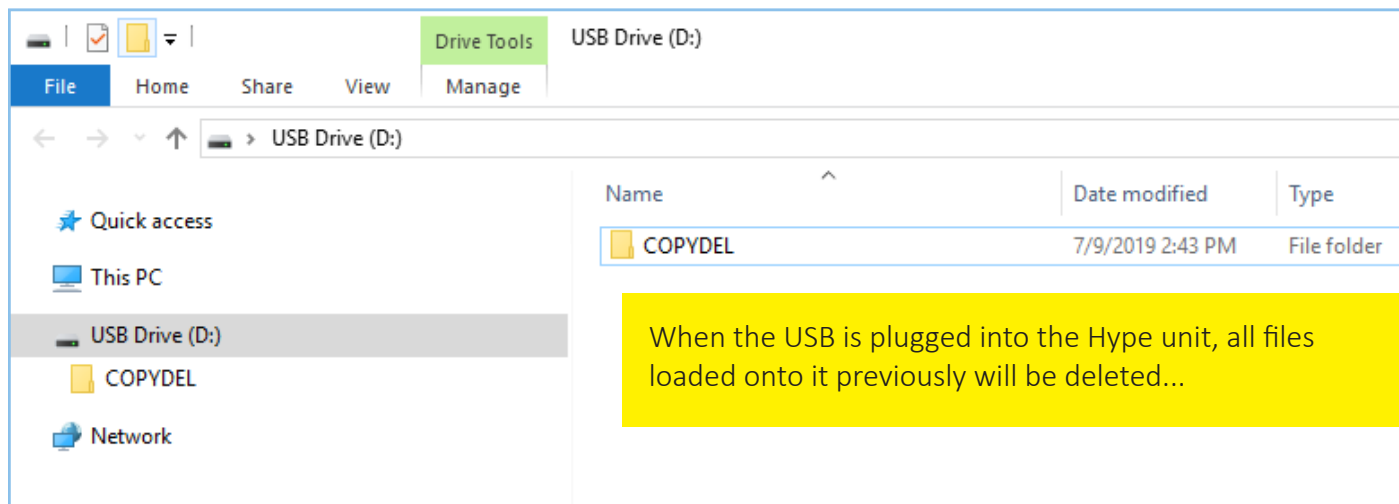 Drive Tools USB Drive (D:)
File Home Share View Manage
USB Drive (D:)
Name Date modified Type
Quick access
COPYDEL 7/9/2019 2:43 PM File folder
This PC
USB Drive (D:)
When the USB is plugged into the Hype unit, all files
loaded onto it previously will be deleted...
COPYDEL
Network